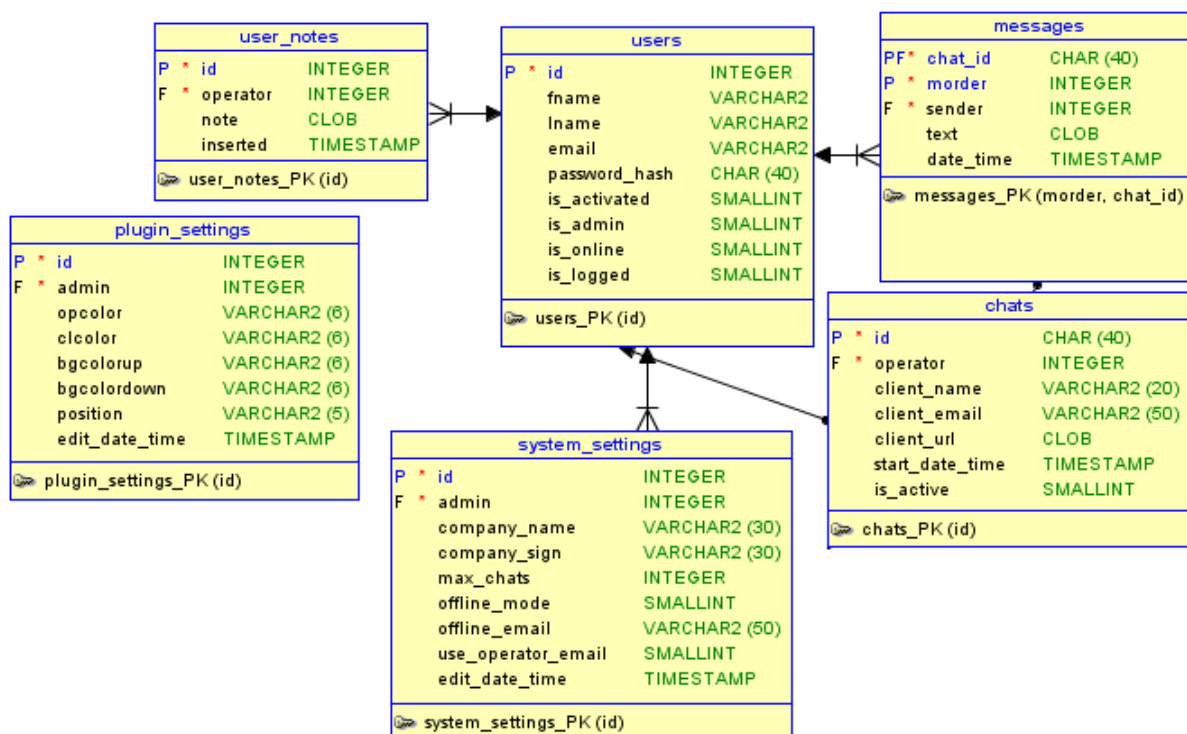 user_notes
P * id INTEGER
F * operator INTEGER
note CLOB
inserted TIMESTAMP
user_notes_PK (id)
users
P * id INTEGER
fname VARCHAR2
lname VARCHAR2
email VARCHAR2
password_hash CHAR (40)
is_activated SMALLINT
is_admin SMALLINT
is_online SMALLINT
is_logged SMALLINT
users_PK (id)
messages
PF* chat_id CHAR (40)
P * morder INTEGER
F * sender INTEGER
text CLOB
date_time TIMESTAMP
messages_PK (morder, chat_id)
plugin_settings
P * id INTEGER
F * admin INTEGER
opcolor VARCHAR2 (6)
clcolor VARCHAR2 (6)
bgcolorup VARCHAR2 (6)
bgcolordown VARCHAR2 (6)
position VARCHAR2 (5)
edit_date_time TIMESTAMP
plugin_settings_PK (id)
chats
P * id CHAR (40)
F * operator INTEGER
client_name VARCHAR2 (20)
client_email VARCHAR2 (50)
client_url CLOB
start_date_time TIMESTAMP
is_active SMALLINT
chats_PK (id)
system_settings
P * id INTEGER
F * admin INTEGER
company_name VARCHAR2 (30)
company_sign VARCHAR2 (30)
max_chats INTEGER
offline_mode SMALLINT
offline_email VARCHAR2 (50)
use_operator_email SMALLINT
edit_date_time TIMESTAMP
system_settings_PK (id)